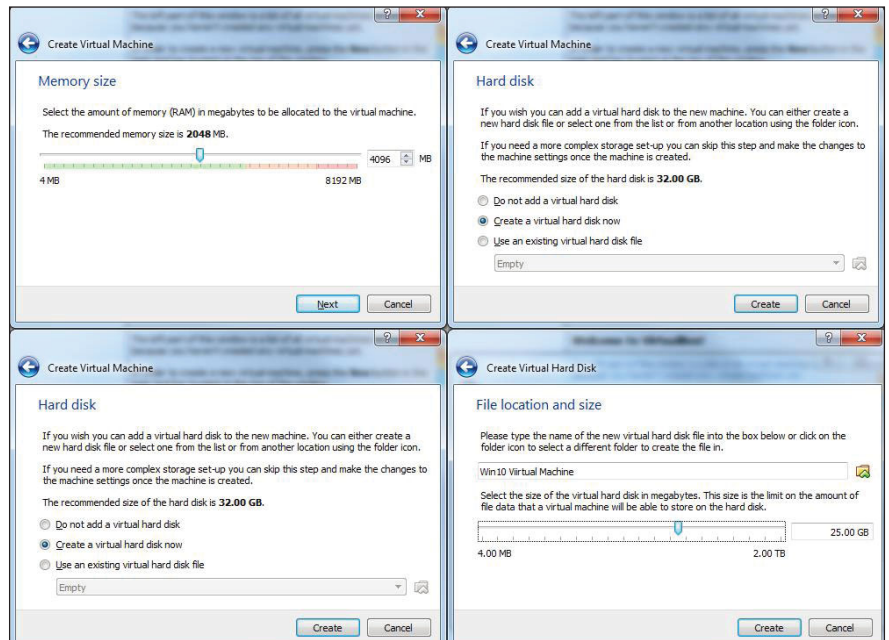 Create Virtual Machine
Memory size
Select the amount of memory (RAM) in megabytes to be allocated to the virtual machine.
The recommended memory size is 2048 MB.
4096 MB
4 MB 8192 MB
Next Cancel
Create Virtual Machine
Hard disk
If you wish you can add a virtual hard disk to the new machine. You can either create a
new hard disk file or select one from the list or from another location using the folder icon.
If you need a more complex storage set-up you can skip this step and make the changes to
the machine settings once the machine is created.
The recommended size of the hard disk is 32.00 GB.
Do not add a virtual hard disk
Create a virtual hard disk now
Use an existing virtual hard disk file
Empty
Create Cancel
Create Virtual Machine
Hard disk
If you wish you can add a virtual hard disk to the new machine. You can either create a
new hard disk file or select one from the list or from another location using the folder icon.
If you need a more complex storage set-up you can skip this step and make the changes to
the machine settings once the machine is created.
The recommended size of the hard disk is 32.00 GB.
Do not add a virtual hard disk
Create a virtual hard disk now
Use an existing virtual hard disk file
Empty
Create Cancel
Create Virtual Hard Disk
File location and size
Please type the name of the new virtual hard disk file into the box below or click on the
folder icon to select a different folder to create the file in.
Win10 Virtual Machine
Select the size of the virtual hard disk in megabytes. This size is the limit on the amount of
file data that a virtual machine will be able to store on the hard disk.
25.00 GB
4.00 MB 2.00 TB
Create Cancel